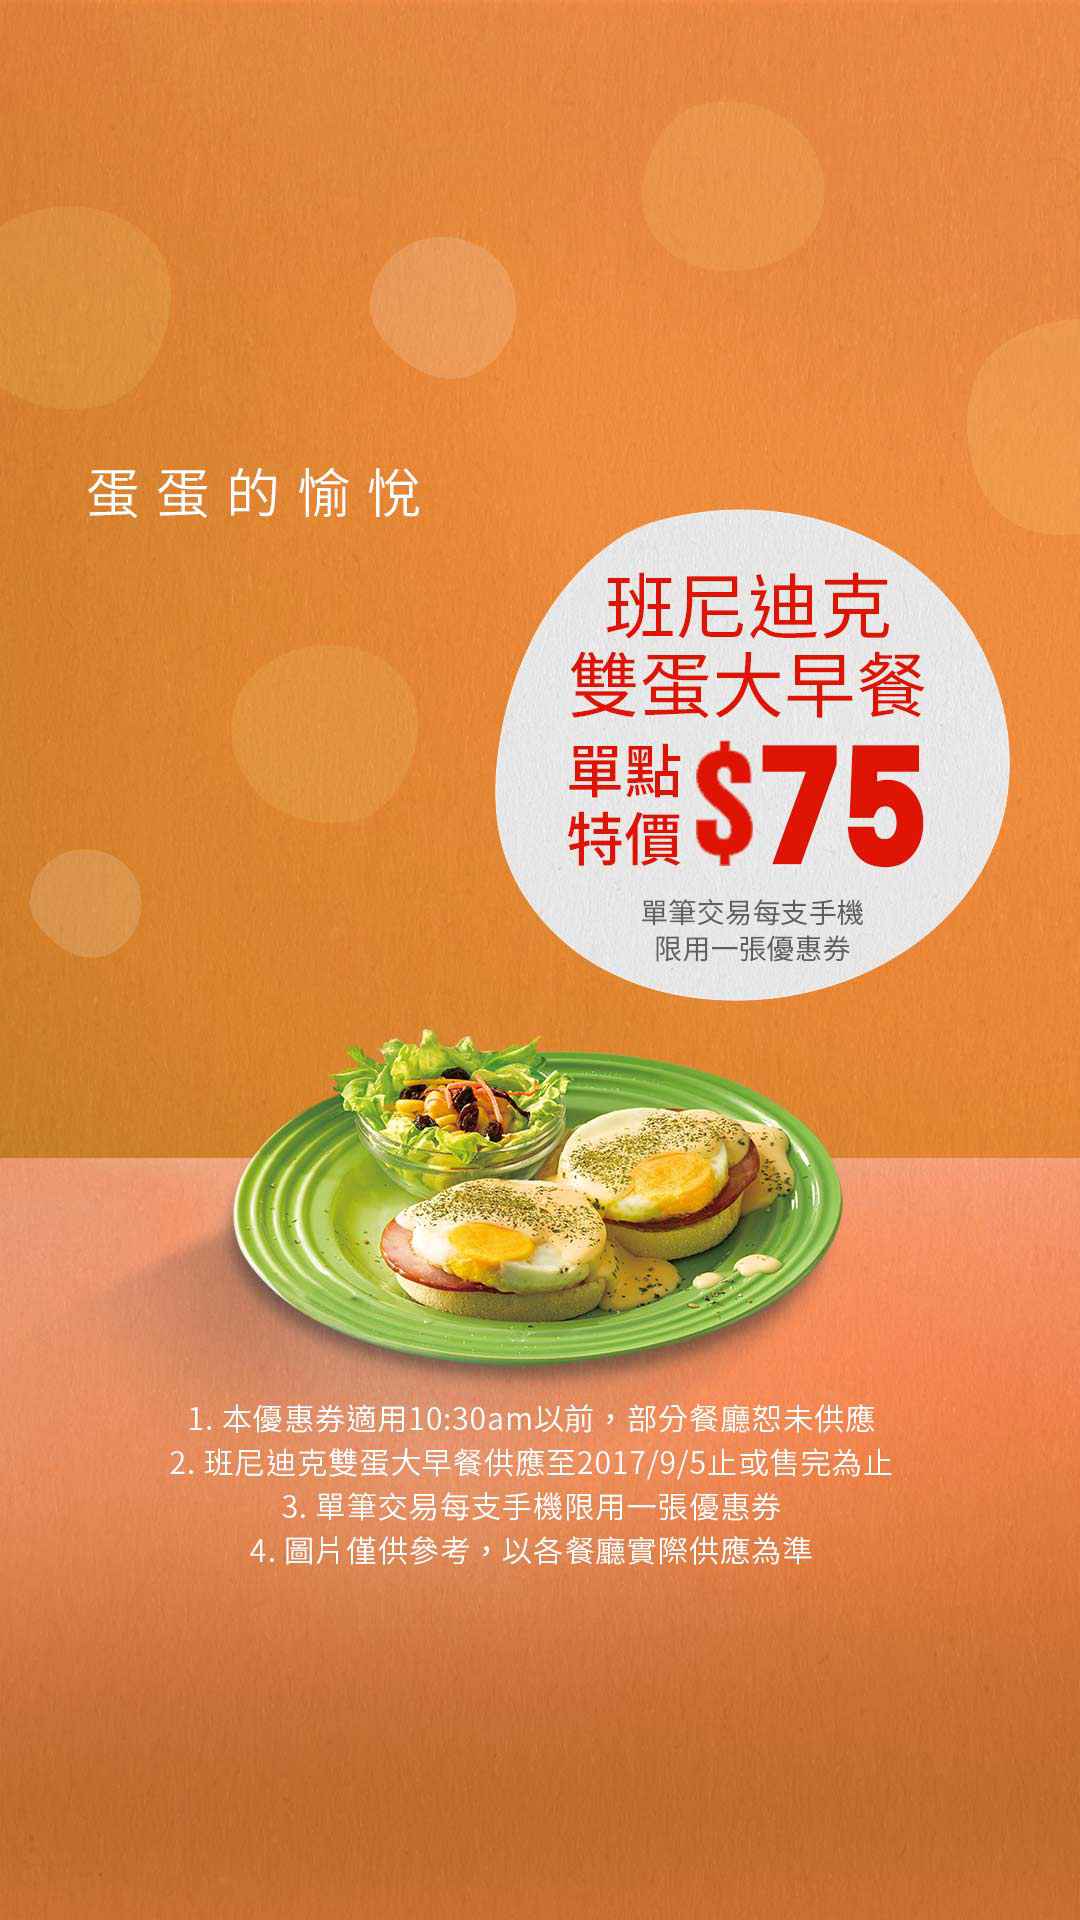 蛋蛋的愉悅
班尼迪克
雙蛋大早餐
單點
特價 $75
單筆交易每支手機
限用一張優惠券
1. 本優惠券適用10:30am以前，部分餐廳恕未供應
2. 班尼迪克雙蛋大早餐供應至2017/9/5止或售完為止
3. 單筆交易每支手機限用一張優惠券
4. 圖片僅供參考，以各餐廳實際供應為準